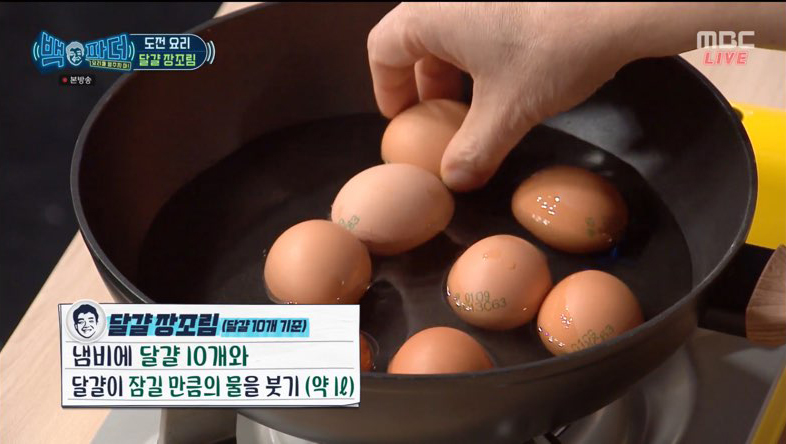 백파더
요리를 멈추지 마!
도전 요리
달걀 장조림
본방송
MBC
LIVE
0109
13C63
0109
달걀 장조림 (달걀 10개 기준)
냄비에 달걀 10개와
달걀이 잠길 만큼의 물을 붓기 (약 1ℓ)